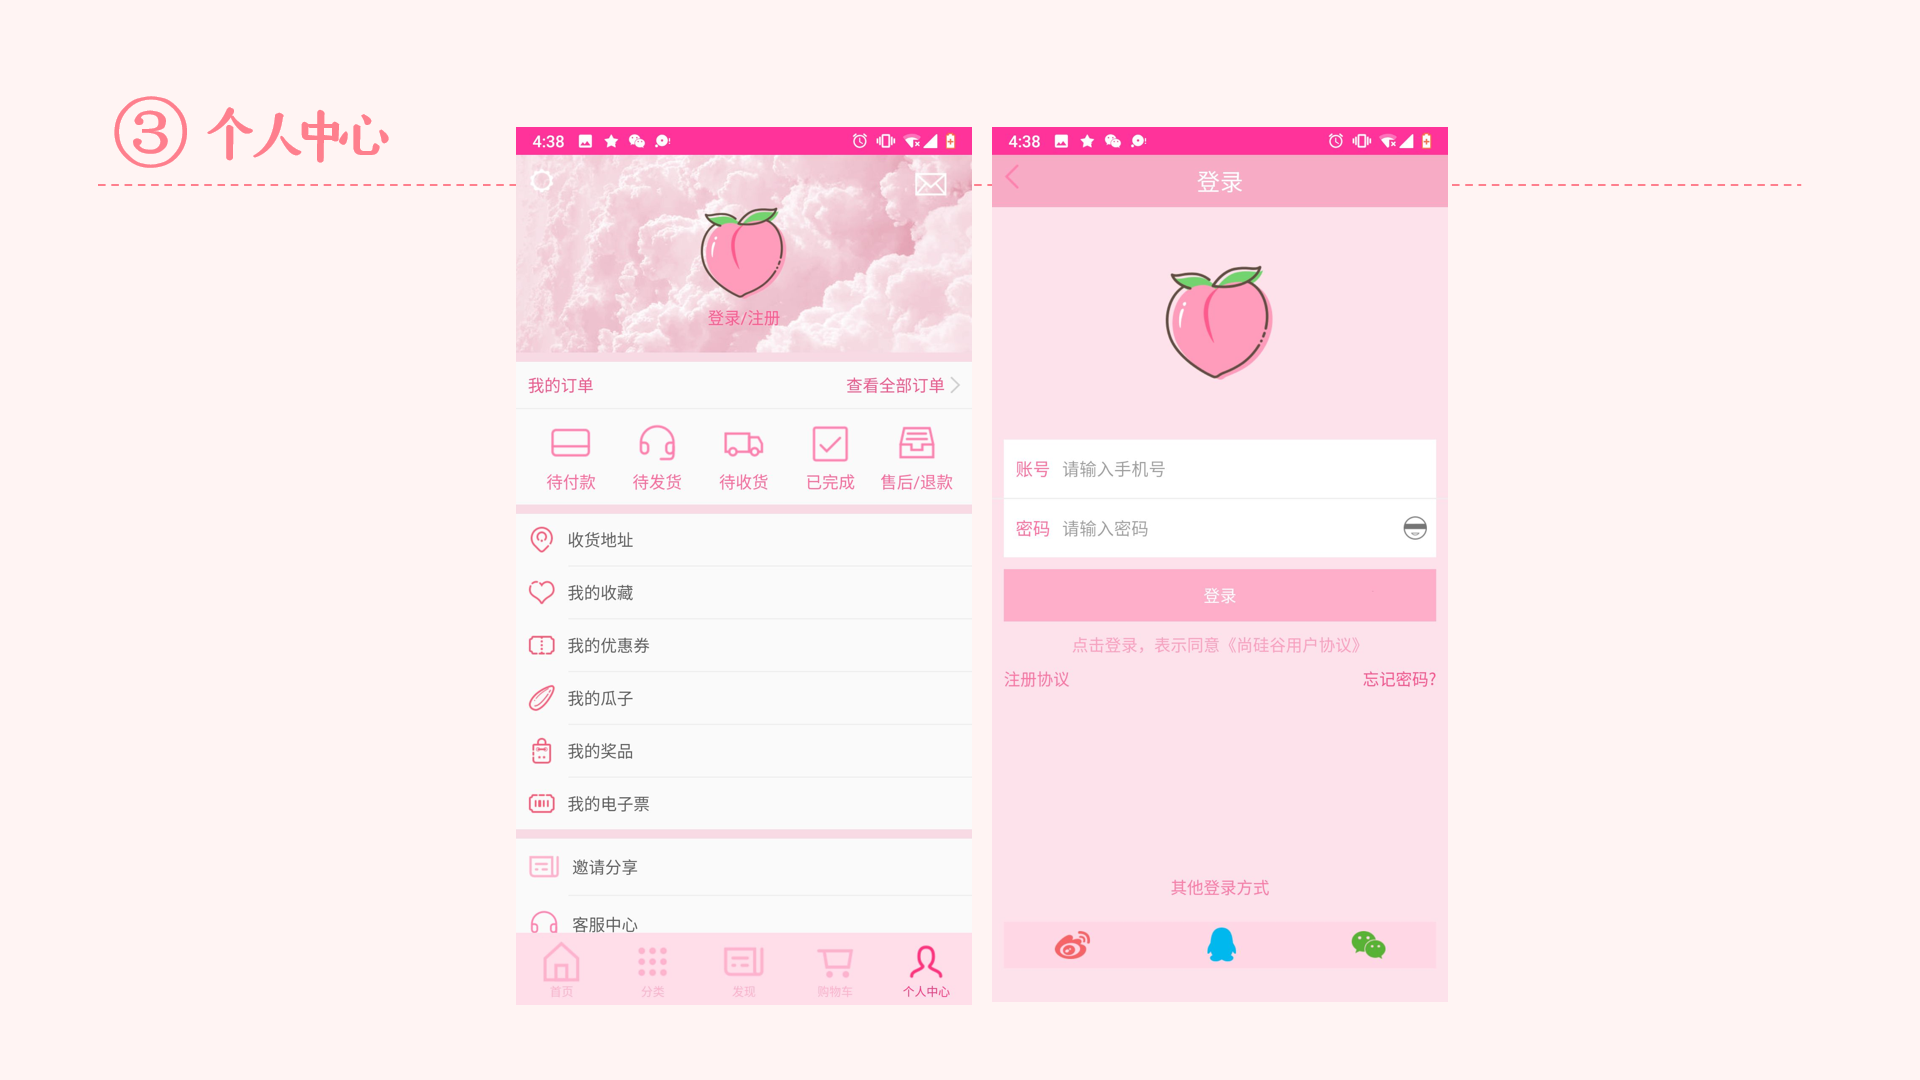 ③ 个人中心
4:38
登录/注册
我的订单
查看全部订单
待付款 待发货 待收货 已完成 售后/退款
收货地址
我的收藏
我的优惠券
我的瓜子
我的奖品
我的电子票
邀请分享
客服中心
首页 分类 发现 购物车 个人中心
4:38
登录
账号 请输入手机号
密码 请输入密码
登录
点击登录，表示同意《尚硅谷用户协议》
注册协议 忘记密码?
其他登录方式